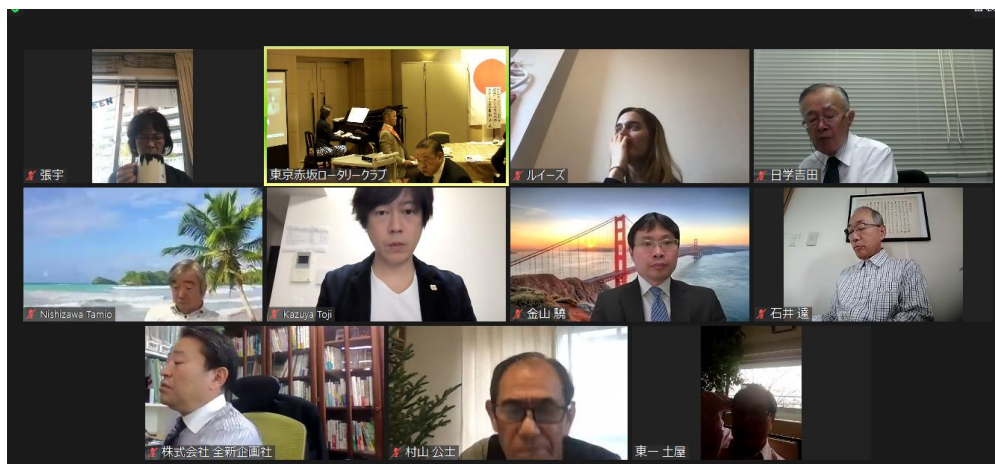 張宇
東京赤坂ロータリークラブ
ルイーズ
日学吉田
Nishizawa Tamio
Kazuya Toji
金山 驍
石井 達
株式会社 全新企画社
村山 公士
東一 土屋